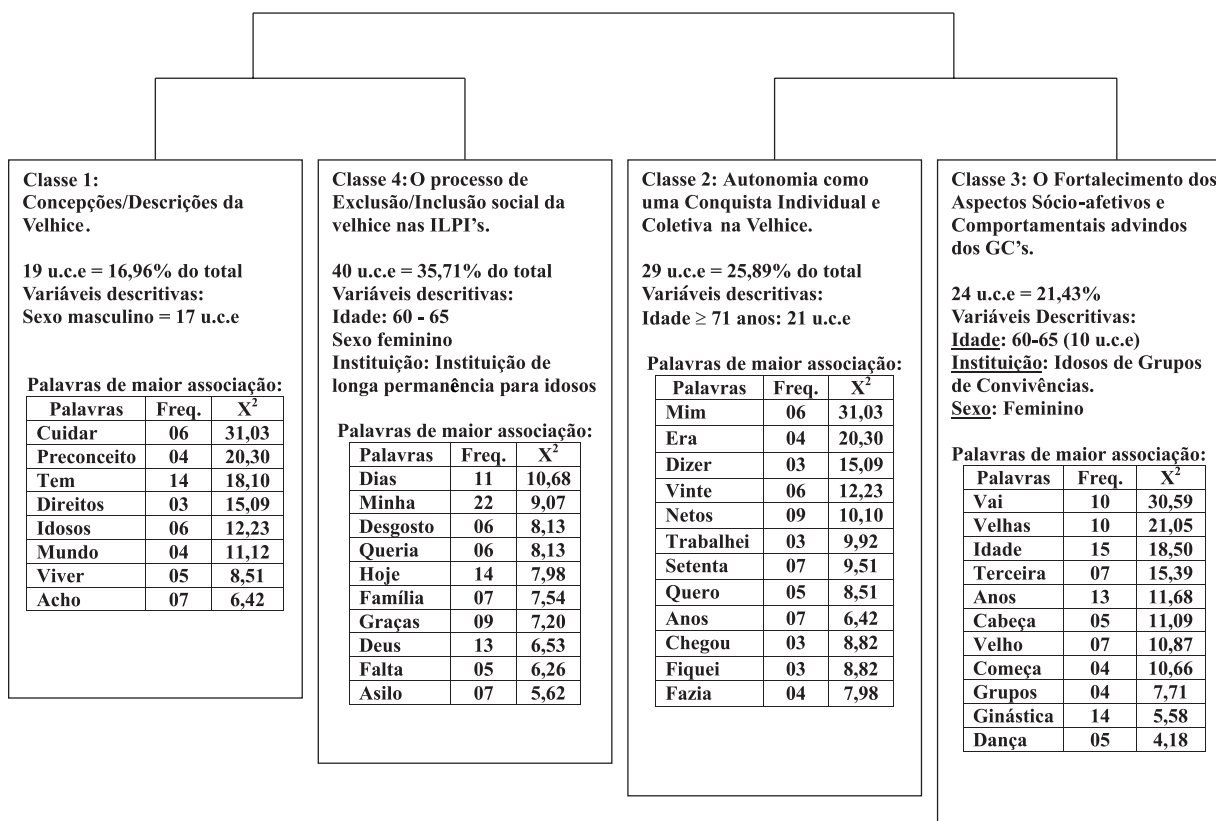 Classe 1:
Concepções/Descrições da
Velhice.
19 u.c.e = 16,96% do total
Variáveis descritivas:
Sexo masculino = 17 u.c.e
Palavras de maior associação:
Palavras Freq. X²
Cuidar 06 31,03
Preconceito 04 20,30
Tem 14 18,10
Direitos 03 15,09
Idosos 06 12,23
Mundo 04 11,12
Viver 05 8,51
Acho 07 6,42
Classe 4: O processo de
Exclusão/Inclusão social da
velhice nas ILPI's.
40 u.c.e = 35,71% do total
Variáveis descritivas:
Idade: 60 - 65
Sexo feminino
Instituição: Instituição de
longa permanência para idosos
Palavras de maior associação:
Palavras Freq. X²
Dias 11 10,68
Minha 22 9,07
Desgosto 06 8,13
Queria 06 8,13
Hoje 14 7,98
Família 07 7,54
Graças 09 7,20
Deus 13 6,53
Falta 05 6,26
Asilo 07 5,62
Classe 2: Autonomia como
uma Conquista Individual e
Coletiva na Velhice.
29 u.c.e = 25,89% do total
Variáveis descritivas:
Idade ≥ 71 anos: 21 u.c.e
Palavras de maior associação:
Palavras Freq. X²
Mim 06 31,03
Era 04 20,30
Dizer 03 15,09
Vinte 06 12,23
Netos 09 10,10
Trabalhei 03 9,92
Setenta 07 9,51
Quero 05 8,51
Anos 07 6,42
Chegou 03 8,82
Fiquei 03 8,82
Fazia 04 7,98
Classe 3: O Fortalecimento dos
Aspectos Sócio-afetivos e
Comportamentais advindos
dos GC's.
24 u.c.e = 21,43%
Variáveis Descritivas:
Idade: 60-65 (10 u.c.e)
Instituição: Idosos de Grupos
de Convivências.
Sexo: Feminino
Palavras de maior associação:
Palavras Freq. X²
Vai 10 30,59
Velhas 10 21,05
Idade 15 18,50
Terceira 07 15,39
Anos 13 11,68
Cabeça 05 11,09
Velho 07 10,87
Começa 04 10,66
Grupos 04 7,71
Ginástica 14 5,58
Dança 05 4,18